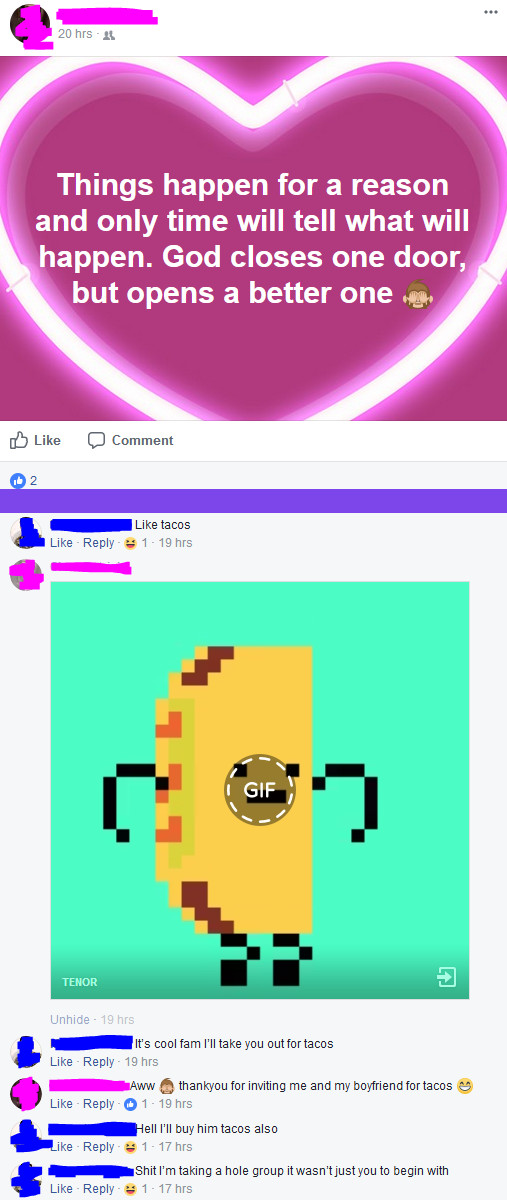 20 hrs ·
Things happen for a reason
and only time will tell what will
happen. God closes one door,
but opens a better one 🙈
Like Comment
2
Like tacos
Like · Reply · 😆 1 · 19 hrs
GIF
TENOR
Unhide · 19 hrs
It's cool fam I'll take you out for tacos
Like · Reply · 19 hrs
Aww 🙈 thankyou for inviting me and my boyfriend for tacos 😁
Like · Reply · 1 · 19 hrs
Hell I'll buy him tacos also
Like · Reply · 😆 1 · 17 hrs
Shit I'm taking a hole group it wasn't just you to begin with
Like · Reply · 😆 1 · 17 hrs